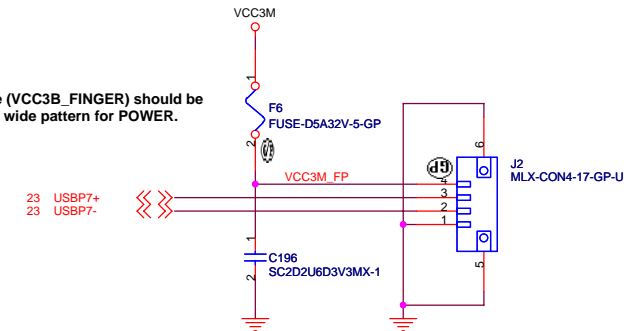 VCC3M
e (VCC3B_FINGER) should be
wide pattern for POWER.
1
F6
FUSE-D5A32V-5-GP
2
GP
VCC3M_FP
4
3
2
1
6
5
J2
MLX-CON4-17-GP-U
23 USBP7+
23 USBP7-
1
C196
SC2D2U6D3V3MX-1
2